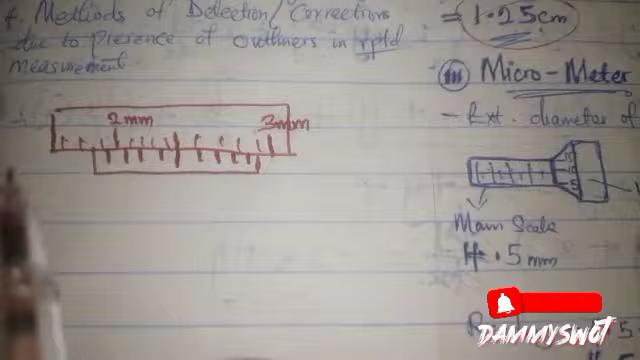 f. Methods of Detection/Corrections
due to Presence of outliners in rptd
measurement
2mm
3mm
= 1.25cm
(iii) Micro-Meter
- Ext. diameter of
Main Scale
.5mm
DAMMYSWOT